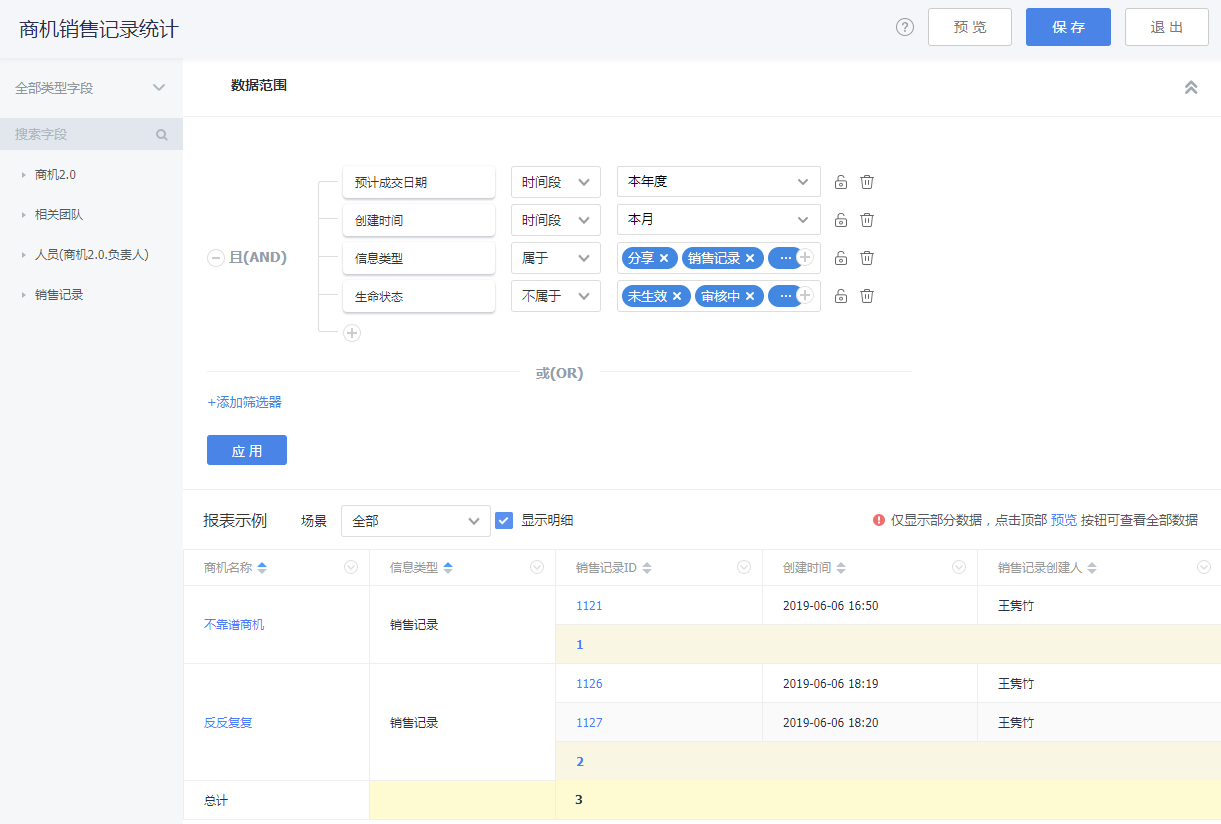 商机销售记录统计
? 预 览 保 存 退 出
全部类型字段
搜索字段
商机2.0
相关团队
人员(商机2.0.负责人)
销售记录
数据范围
且(AND)
预计成交日期 时间段 本年度
创建时间 时间段 本月
信息类型 属于 分享 × 销售记录 × ...
生命状态 不属于 未生效 × 审核中 × ...
或(OR)
+添加筛选器
应 用
报表示例 场景 全部 显示明细 仅显示部分数据，点击顶部 预览 按钮可查看全部数据
商机名称 信息类型 销售记录ID 创建时间 销售记录创建人
不靠谱商机 销售记录 1121 2019-06-06 16:50 王隽竹
1
反反复复 销售记录 1126 2019-06-06 18:19 王隽竹
1127 2019-06-06 18:20 王隽竹
2
总计 3